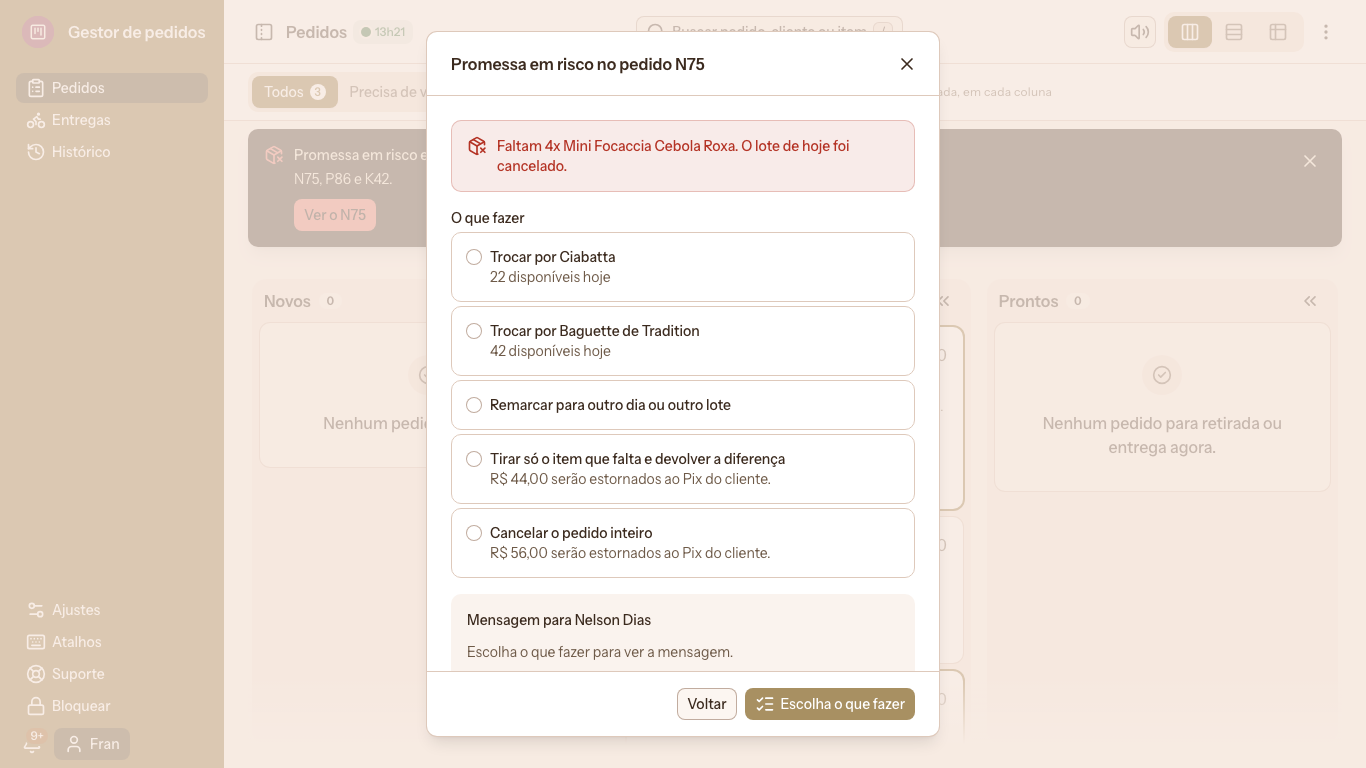 Gestor de pedidos
Pedidos
Entregas
Histórico
Ajustes
Atalhos
Suporte
Bloquear
9+
Fran
Pedidos
13h21
Buscar pedido, cliente ou item
/
Todos 3
Precisa de v
ada, em cada coluna
Promessa em risco e
N75, P86 e K42.
Ver o N75
Novos 0
Nenhum pedi
Prontos 0
Nenhum pedido para retirada ou
entrega agora.
Promessa em risco no pedido N75
Faltam 4x Mini Focaccia Cebola Roxa. O lote de hoje foi
cancelado.
O que fazer
Trocar por Ciabatta
22 disponíveis hoje
Trocar por Baguette de Tradition
42 disponíveis hoje
Remarcar para outro dia ou outro lote
Tirar só o item que falta e devolver a diferença
R$ 44,00 serão estornados ao Pix do cliente.
Cancelar o pedido inteiro
R$ 56,00 serão estornados ao Pix do cliente.
Mensagem para Nelson Dias
Escolha o que fazer para ver a mensagem.
Voltar
Escolha o que fazer